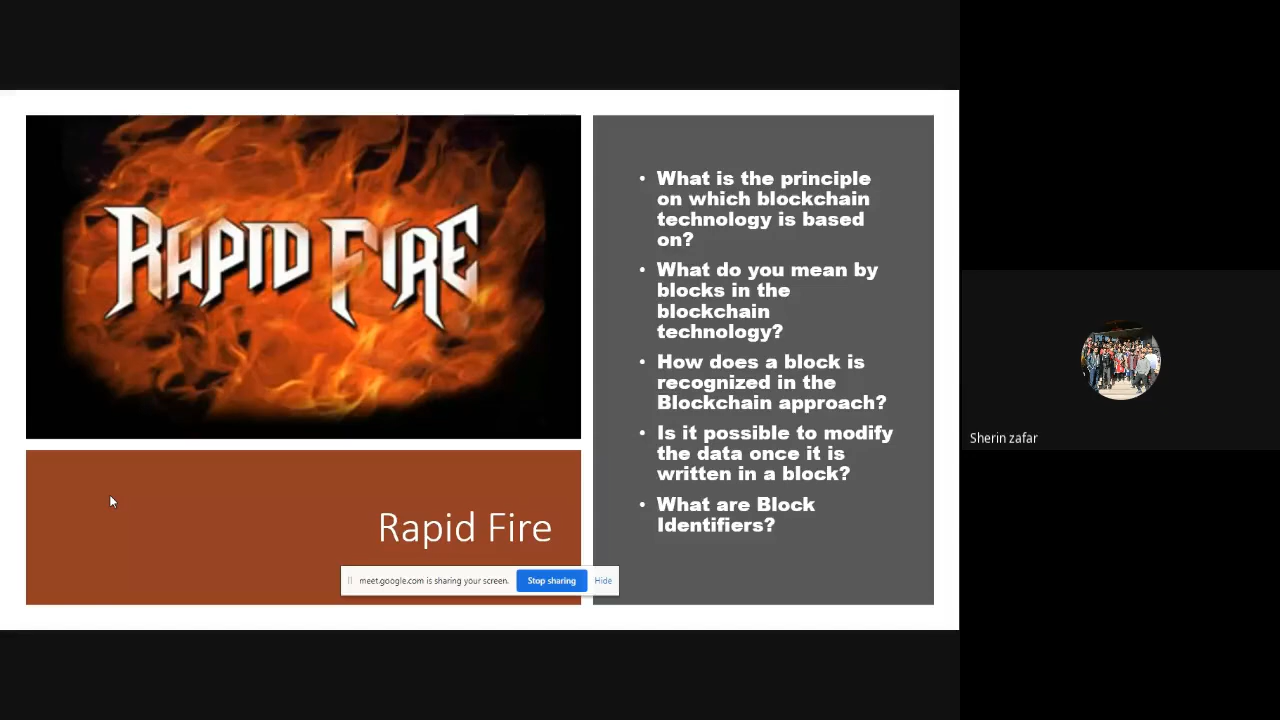 RAPID FIRE
Rapid Fire
meet.google.com is sharing your screen.
Stop sharing
Hide
• What is the principle
on which blockchain
technology is based
on?
• What do you mean by
blocks in the
blockchain
technology?
• How does a block is
recognized in the
Blockchain approach?
• Is it possible to modify
the data once it is
written in a block?
• What are Block
Identifiers?
Sherin zafar